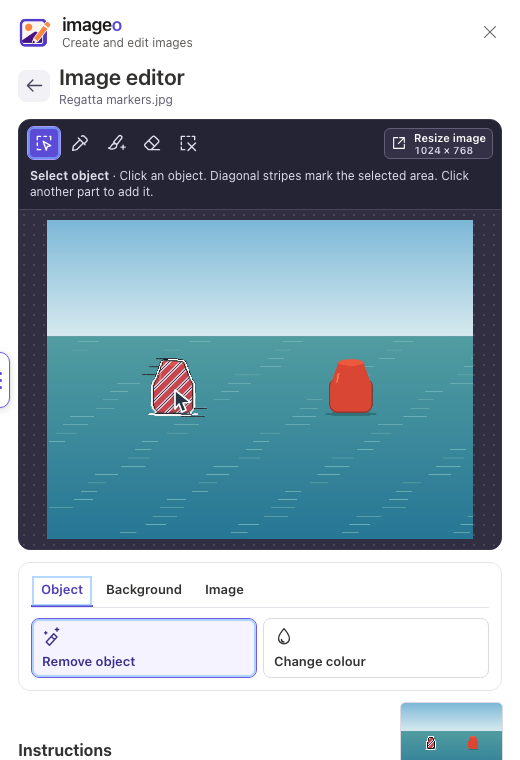 imageo
Create and edit images
Image editor
Regatta markers.jpg
Resize image
1024 × 768
Select object · Click an object. Diagonal stripes mark the selected area. Click
another part to add it.
Object
Background
Image
Remove object
Change colour
Instructions